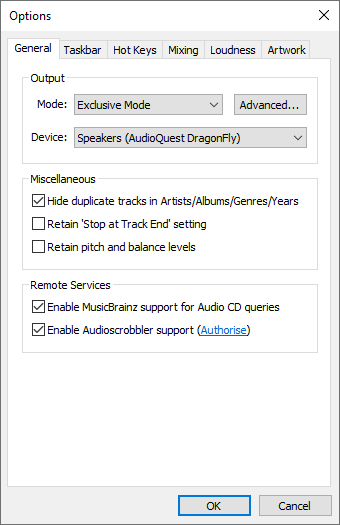 Options
General Taskbar Hot Keys Mixing Loudness Artwork
Output
Mode: Exclusive Mode Advanced...
Device: Speakers (AudioQuest DragonFly)
Miscellaneous
Hide duplicate tracks in Artists/Albums/Genres/Years
Retain 'Stop at Track End' setting
Retain pitch and balance levels
Remote Services
Enable MusicBrainz support for Audio CD queries
Enable Audioscrobbler support (Authorise)
OK Cancel